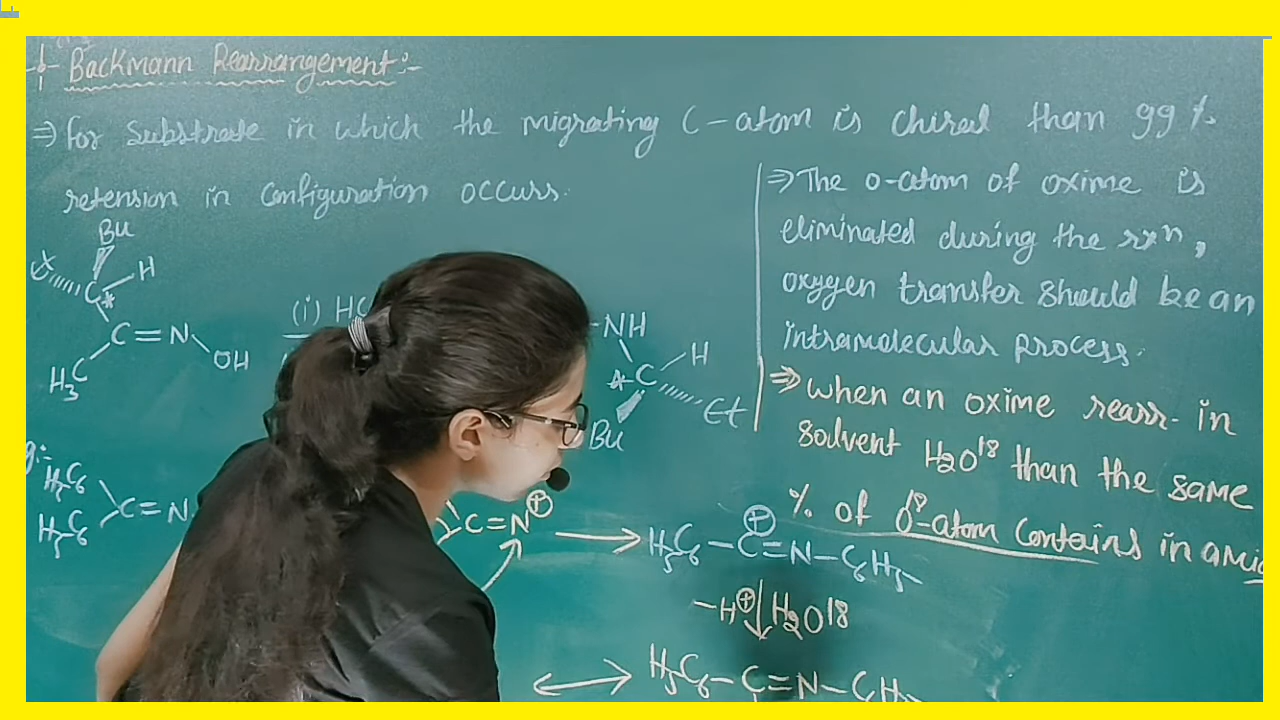 Backmann Rearrangement :-
⇒ For substrate in which the migrating C-atom is chiral than 99 %
retension in configuration occurs.
⇒ The o-atom of oxime is
eliminated during the rxⁿ,
oxygen transfer should be an
intramolecular process.
⇒ when an oxime rearr. in
solvent H₂O¹⁸ than the same
% of O¹⁸-atom contains in amid
Bu
H
C*
C=N
OH
H₃C
(i) HC
NH
*C
H
Et
Bu
H₅C₆
C=N
H₅C₆
C=N⊕ → H₅C₆-C⊕=N-C₆H₅
-H⊕ ↓ H₂O¹⁸
↔ H₅C₆-C=N-C₆H₅